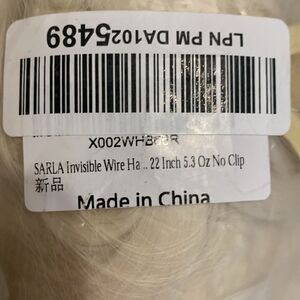 LPN PM DA1025489
SARLA Invisible Wire Ha... 22 Inch 5.3 Oz No Clip
新品
Made in China